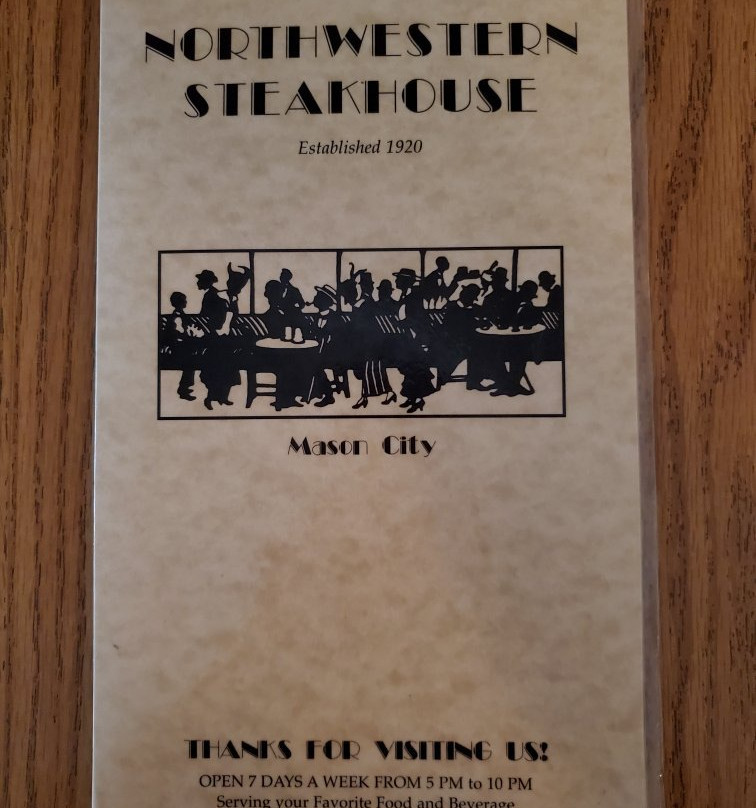 NORTHWESTERN
STEAKHOUSE
Established 1920
Mason City
THANKS FOR VISITING US!
OPEN 7 DAYS A WEEK FROM 5 PM to 10 PM
Serving your Favorite Food and Beverage